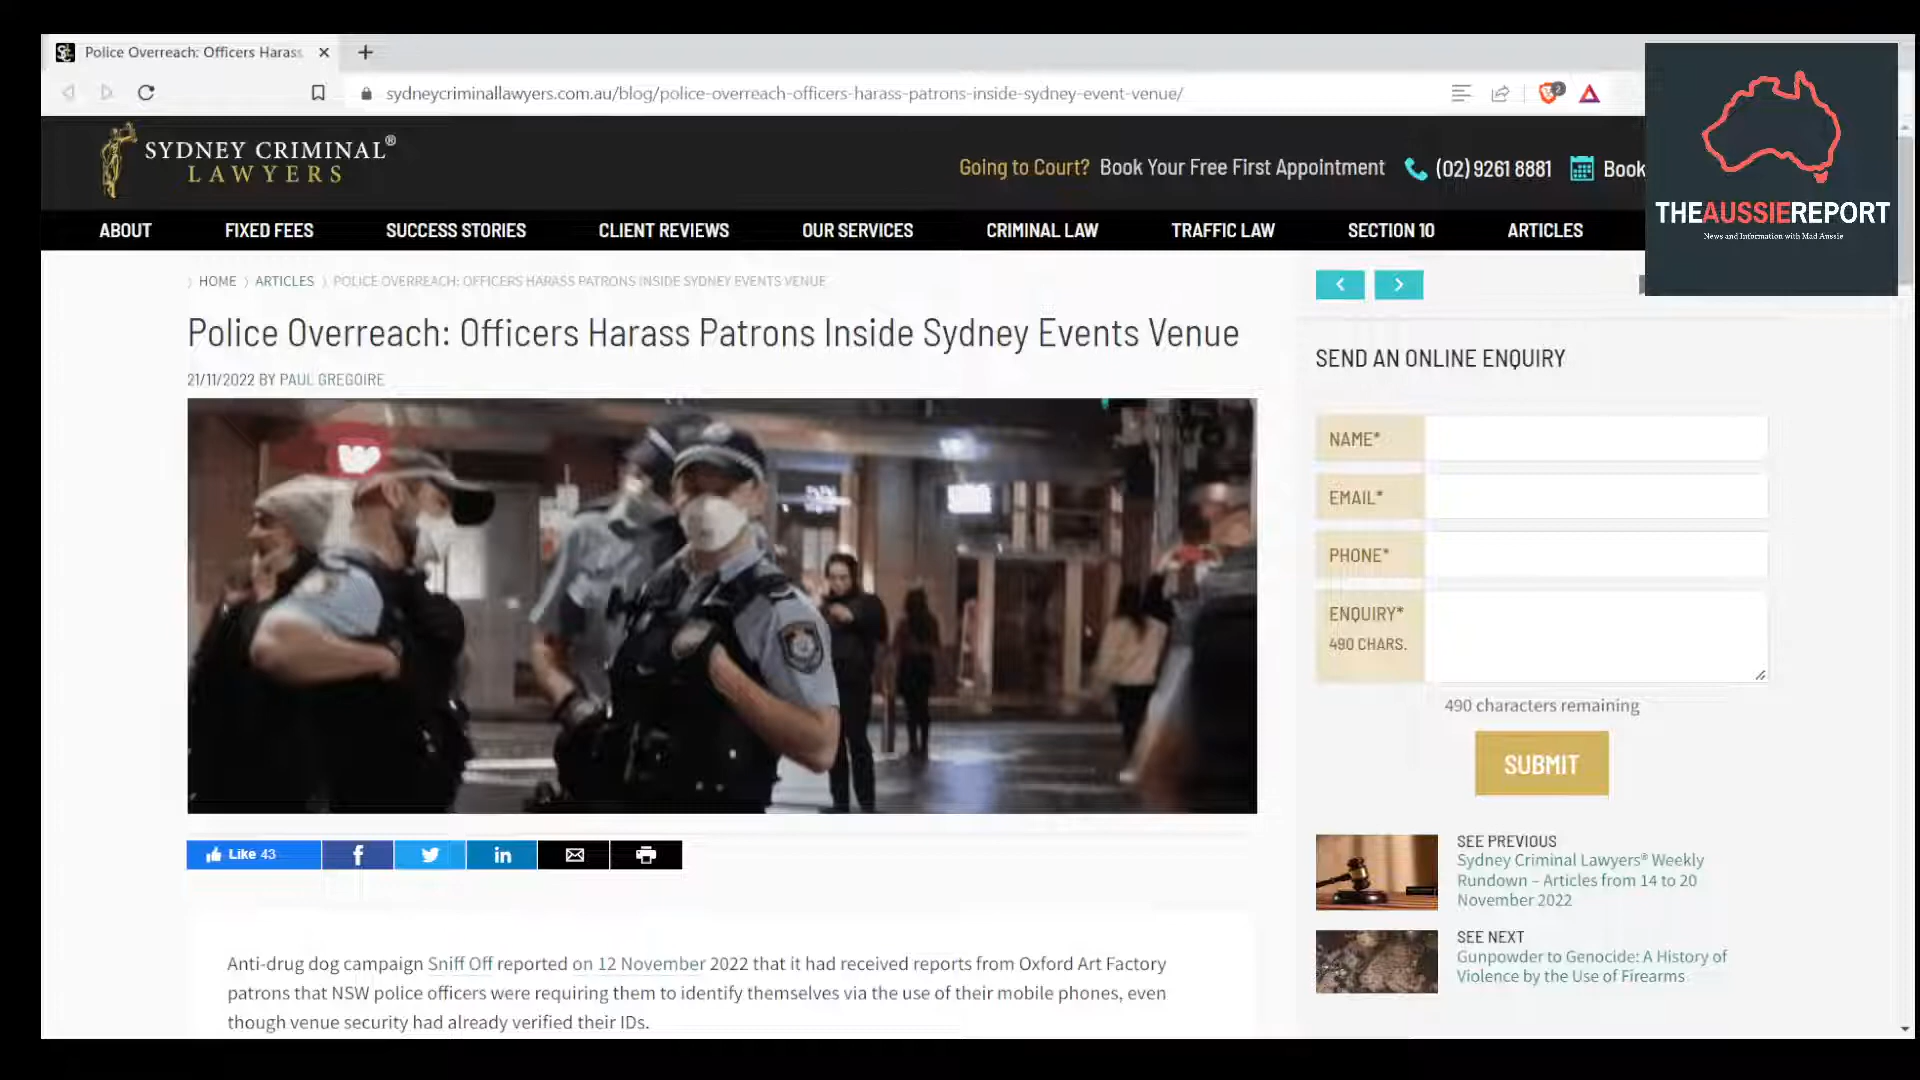 Police Overreach: Officers Harass
sydneycriminallawyers.com.au/blog/police-overreach-officers-harass-patrons-inside-sydney-event-venue/
2
SYDNEY CRIMINAL®
LAWYERS
Going to Court? Book Your Free First Appointment (02) 9261 8881 Book
ABOUT FIXED FEES SUCCESS STORIES CLIENT REVIEWS OUR SERVICES CRIMINAL LAW TRAFFIC LAW SECTION 10 ARTICLES
THEAUSSIEREPORT
News and Information with Mad Aussie
HOME ARTICLES POLICE OVERREACH: OFFICERS HARASS PATRONS INSIDE SYDNEY EVENTS VENUE
Police Overreach: Officers Harass Patrons Inside Sydney Events Venue
21/11/2022 BY PAUL GREGOIRE
Like 43
Anti-drug dog campaign Sniff Off reported on 12 November 2022 that it had received reports from Oxford Art Factory
patrons that NSW police officers were requiring them to identify themselves via the use of their mobile phones, even
though venue security had already verified their IDs.
SEND AN ONLINE ENQUIRY
NAME*
EMAIL*
PHONE*
ENQUIRY*
490 CHARS.
490 characters remaining
SUBMIT
SEE PREVIOUS
Sydney Criminal Lawyers® Weekly
Rundown – Articles from 14 to 20
November 2022
SEE NEXT
Gunpowder to Genocide: A History of
Violence by the Use of Firearms